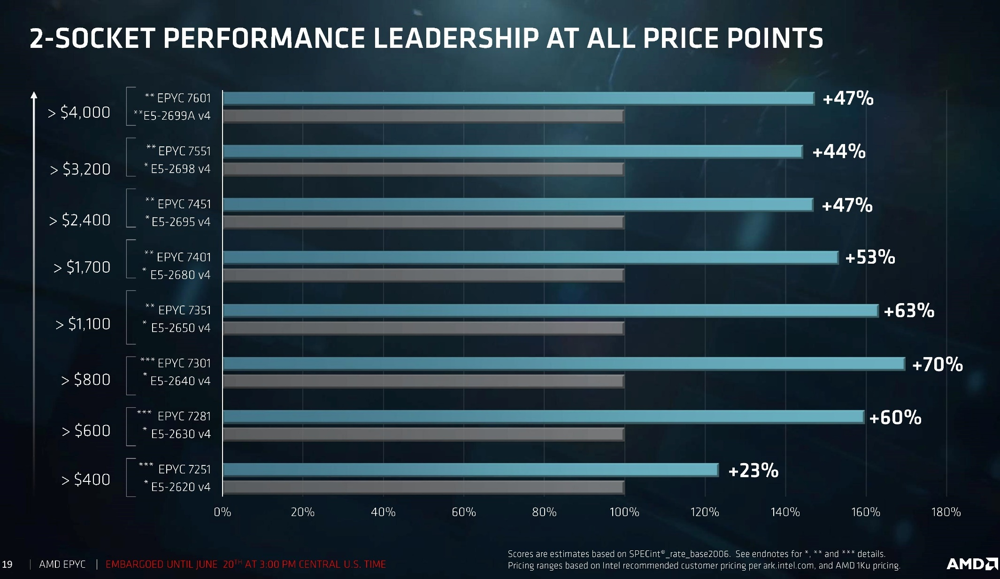 2-SOCKET PERFORMANCE LEADERSHIP AT ALL PRICE POINTS
> $4,000
** EPYC 7601
**E5-2699A v4
+47%
> $3,200
** EPYC 7551
* E5-2698 v4
+44%
> $2,400
** EPYC 7451
* E5-2695 v4
+47%
> $1,700
** EPYC 7401
* E5-2680 v4
+53%
> $1,100
** EPYC 7351
* E5-2650 v4
+63%
> $800
*** EPYC 7301
* E5-2640 v4
+70%
> $600
*** EPYC 7281
* E5-2630 v4
+60%
> $400
*** EPYC 7251
* E5-2620 v4
+23%
0% 20% 40% 60% 80% 100% 120% 140% 160% 180%
Scores are estimates based on SPECint®_rate_base2006. See endnotes for *, ** and *** details.
Pricing ranges based on Intel recommended customer pricing per ark.intel.com, and AMD 1Ku pricing.
19 | AMD EPYC | EMBARGOED UNTIL JUNE 20TH AT 3:00 PM CENTRAL U.S. TIME
AMD